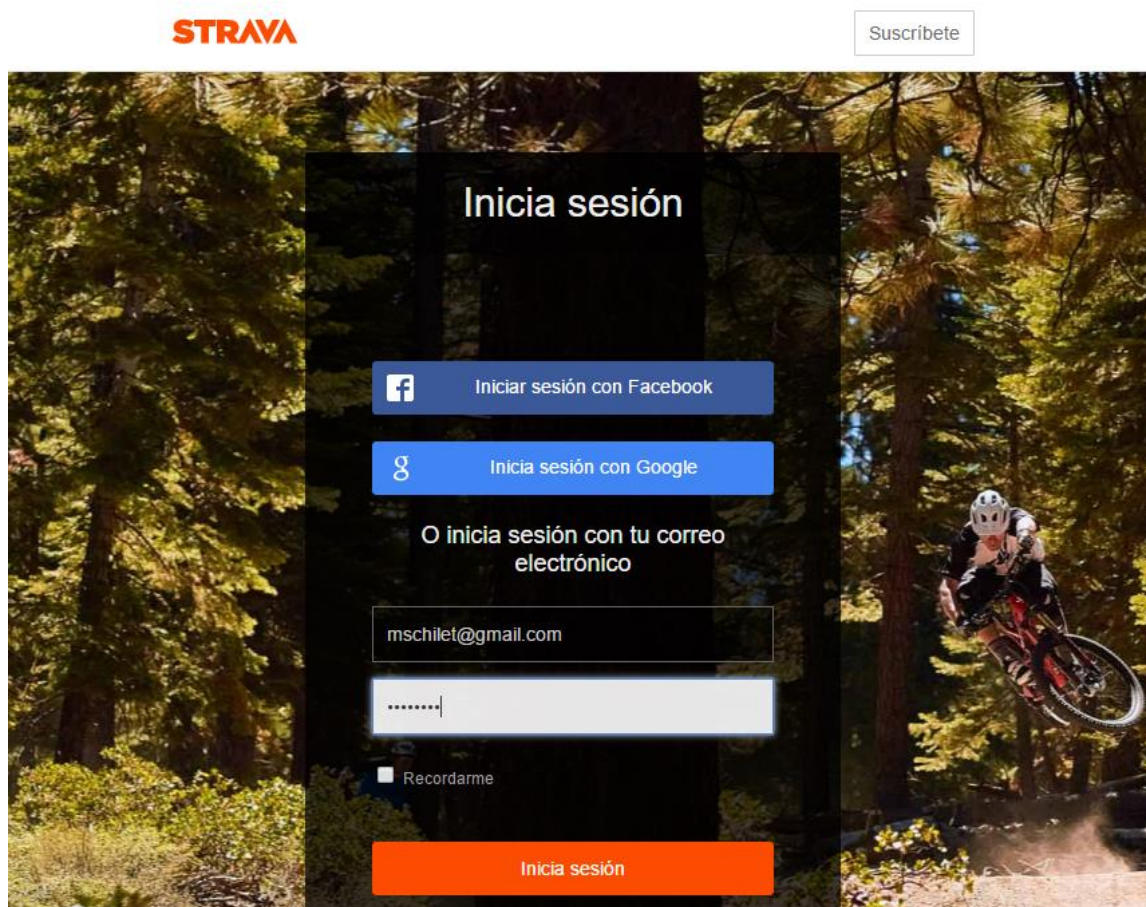 STRAVA
Suscríbete
Inicia sesión
Iniciar sesión con Facebook
Inicia sesión con Google
O inicia sesión con tu correo
electrónico
mschilet@gmail.com
••••••••
Recordarme
Inicia sesión